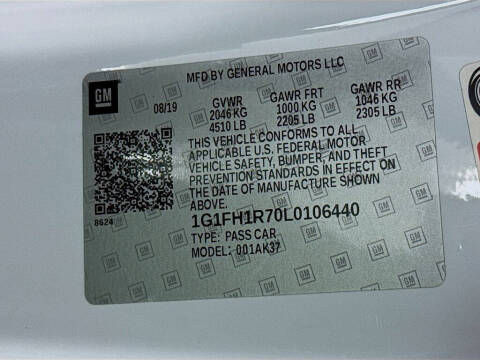 MFD BY GENERAL MOTORS LLC
GM
08/19 GVWR GAWR FRT GAWR RR
2046 KG 1000 KG 1046 KG
4510 LB 2205 LB 2305 LB
THIS VEHICLE CONFORMS TO ALL
APPLICABLE U.S. FEDERAL MOTOR
VEHICLE SAFETY, BUMPER, AND THEFT
PREVENTION STANDARDS IN EFFECT ON
THE DATE OF MANUFACTURE SHOWN
ABOVE.
8624
1G1FH1R70L0106440
TYPE: PASS CAR
MODEL: 001AK37